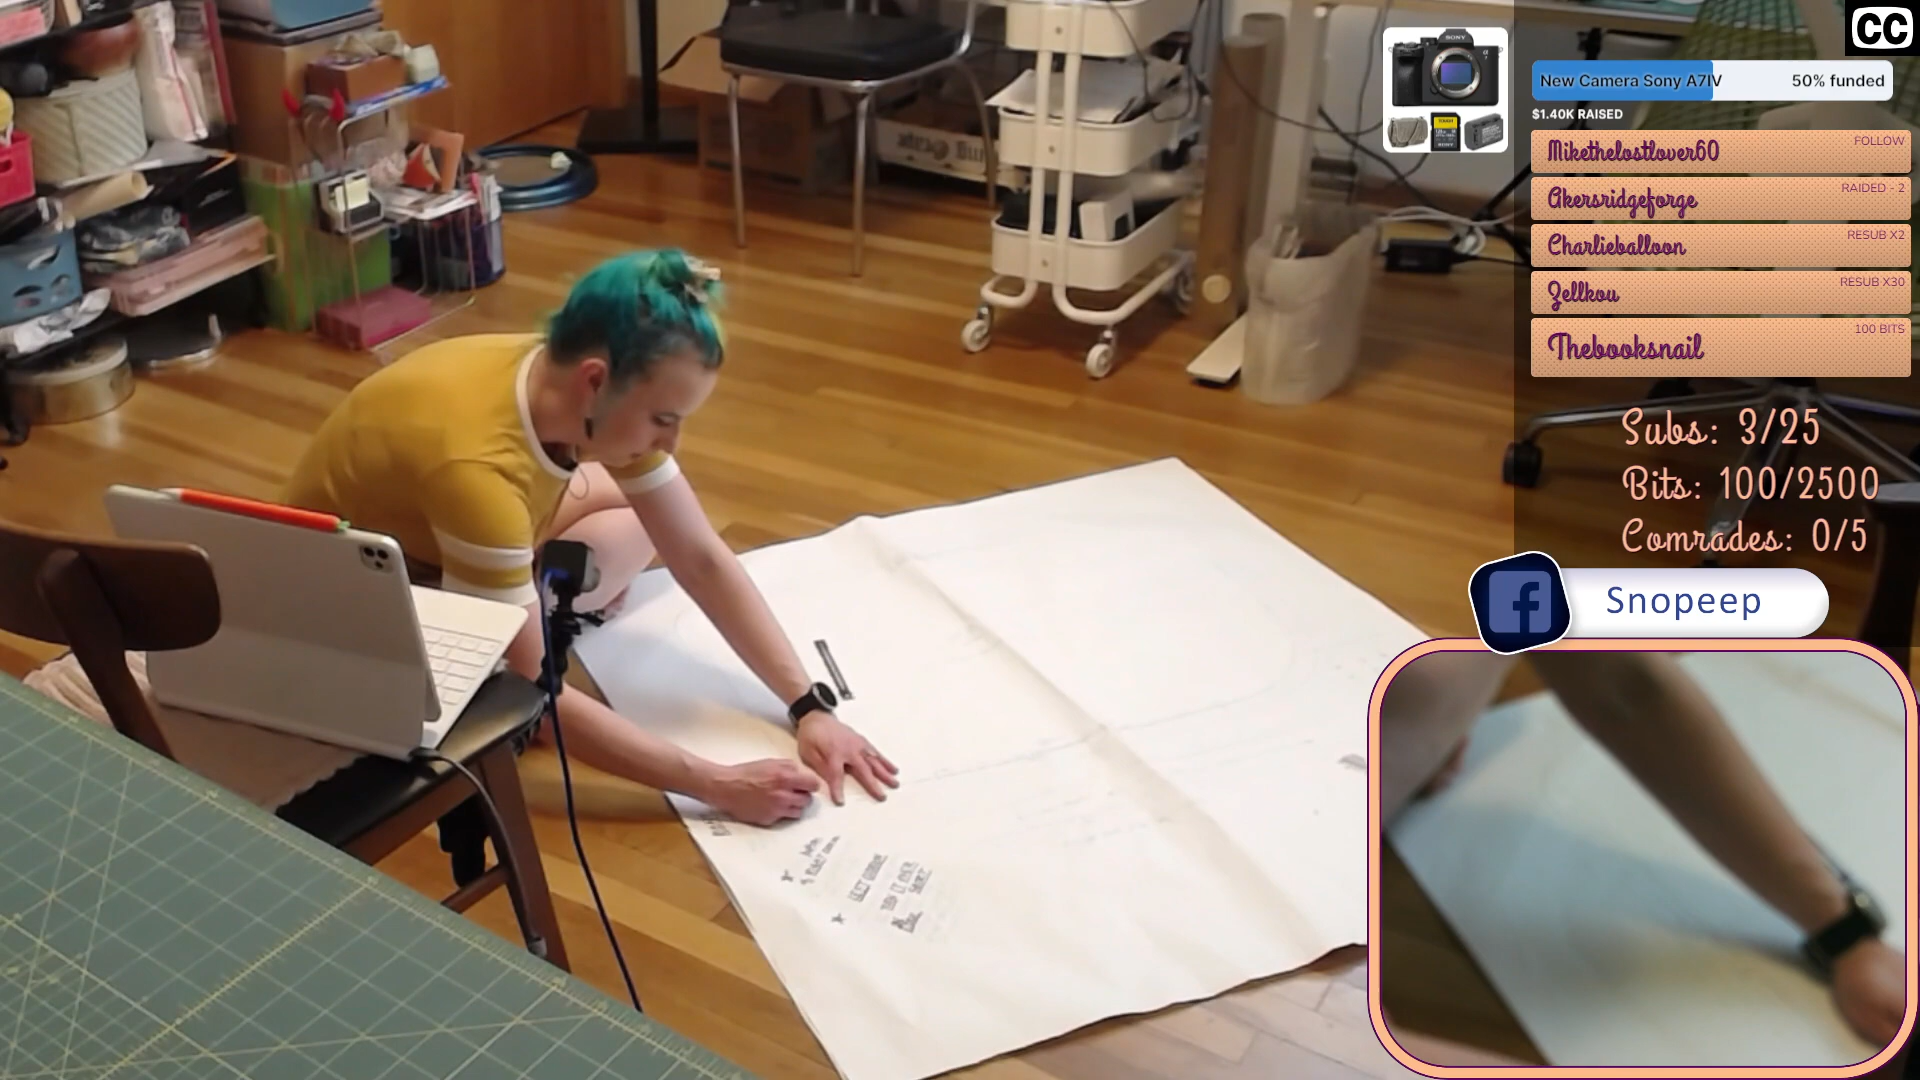 CC
SONY
New Camera Sony A7IV 50% funded
$1.40K RAISED
Mikethelostlover60 FOLLOW
Akersridgeforge RAIDED - 2
Charlieballoon RESUB X2
Zellkou RESUB X30
Thebooksnail 100 BITS
Subs: 3/25
Bits: 100/2500
Comrades: 0/5
Snopeep